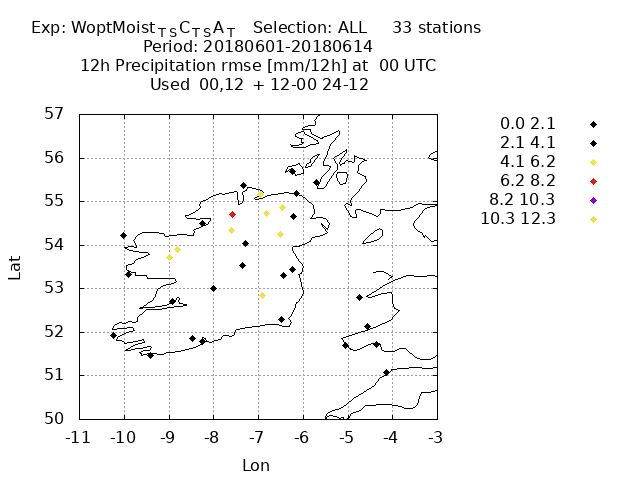 Exp: WoptMoist_T_S C_T_S A_T   Selection: ALL     33 stations
Period: 20180601-20180614
12h Precipitation rmse [mm/12h] at  00 UTC
Used  00,12  + 12-00 24-12
57
56
55
54
53
52
51
50
-11 -10 -9 -8 -7 -6 -5 -4 -3
Lat
Lon
0.0 2.1
2.1 4.1
4.1 6.2
6.2 8.2
8.2 10.3
10.3 12.3